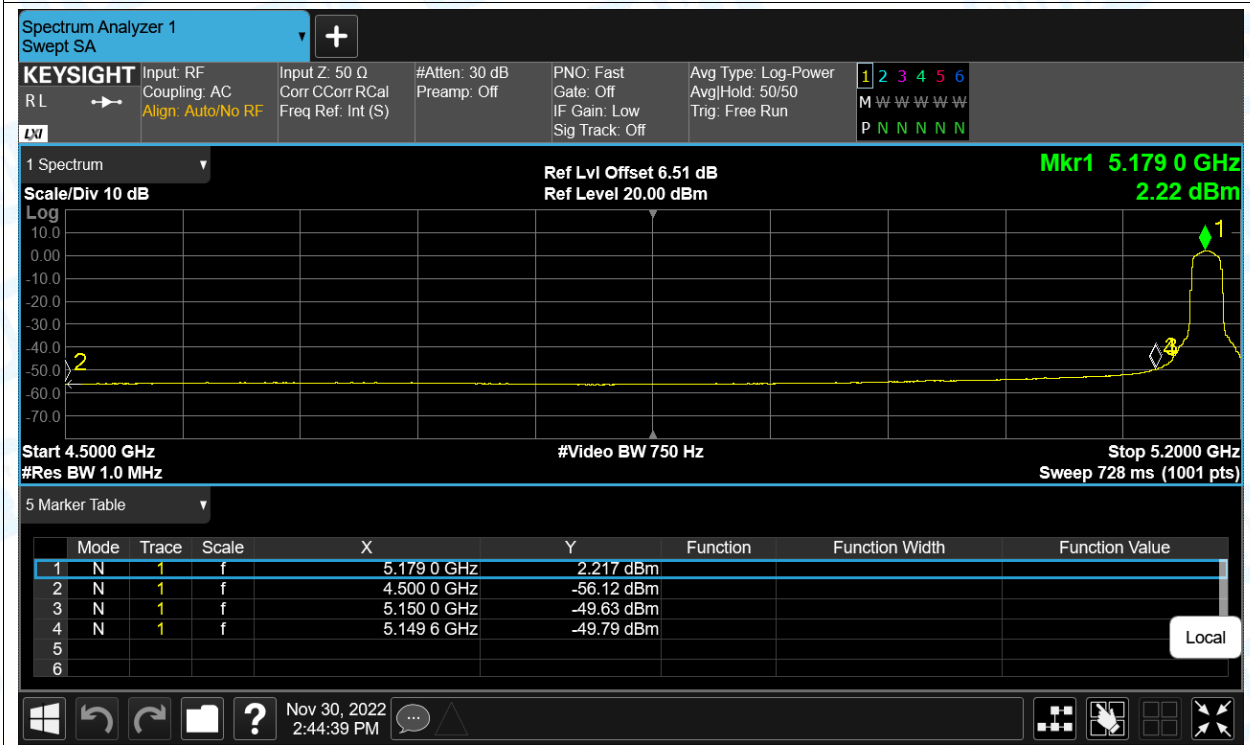 Spectrum Analyzer 1
Swept SA
KEYSIGHT
R L
LXI
Input: RF
Coupling: AC
Align: Auto/No RF
Input Z: 50 Ω
Corr CCorr RCal
Freq Ref: Int (S)
#Atten: 30 dB
Preamp: Off
PNO: Fast
Gate: Off
IF Gain: Low
Sig Track: Off
Avg Type: Log-Power
Avg|Hold: 50/50
Trig: Free Run
1 2 3 4 5 6
M W W W W W
P N N N N N
1 Spectrum
Scale/Div 10 dB
Ref Lvl Offset 6.51 dB
Ref Level 20.00 dBm
Mkr1 5.179 0 GHz
2.22 dBm
Log
10.0
0.00
-10.0
-20.0
-30.0
-40.0
-50.0
-60.0
-70.0
1
2
4
Start 4.5000 GHz
#Video BW 750 Hz
Stop 5.2000 GHz
#Res BW 1.0 MHz
Sweep 728 ms (1001 pts)
5 Marker Table
Mode Trace Scale X Y Function Function Width Function Value
1 N 1 f 5.179 0 GHz 2.217 dBm
2 N 1 f 4.500 0 GHz -56.12 dBm
3 N 1 f 5.150 0 GHz -49.63 dBm
4 N 1 f 5.149 6 GHz -49.79 dBm
5
6
Local
?
Nov 30, 2022
2:44:39 PM